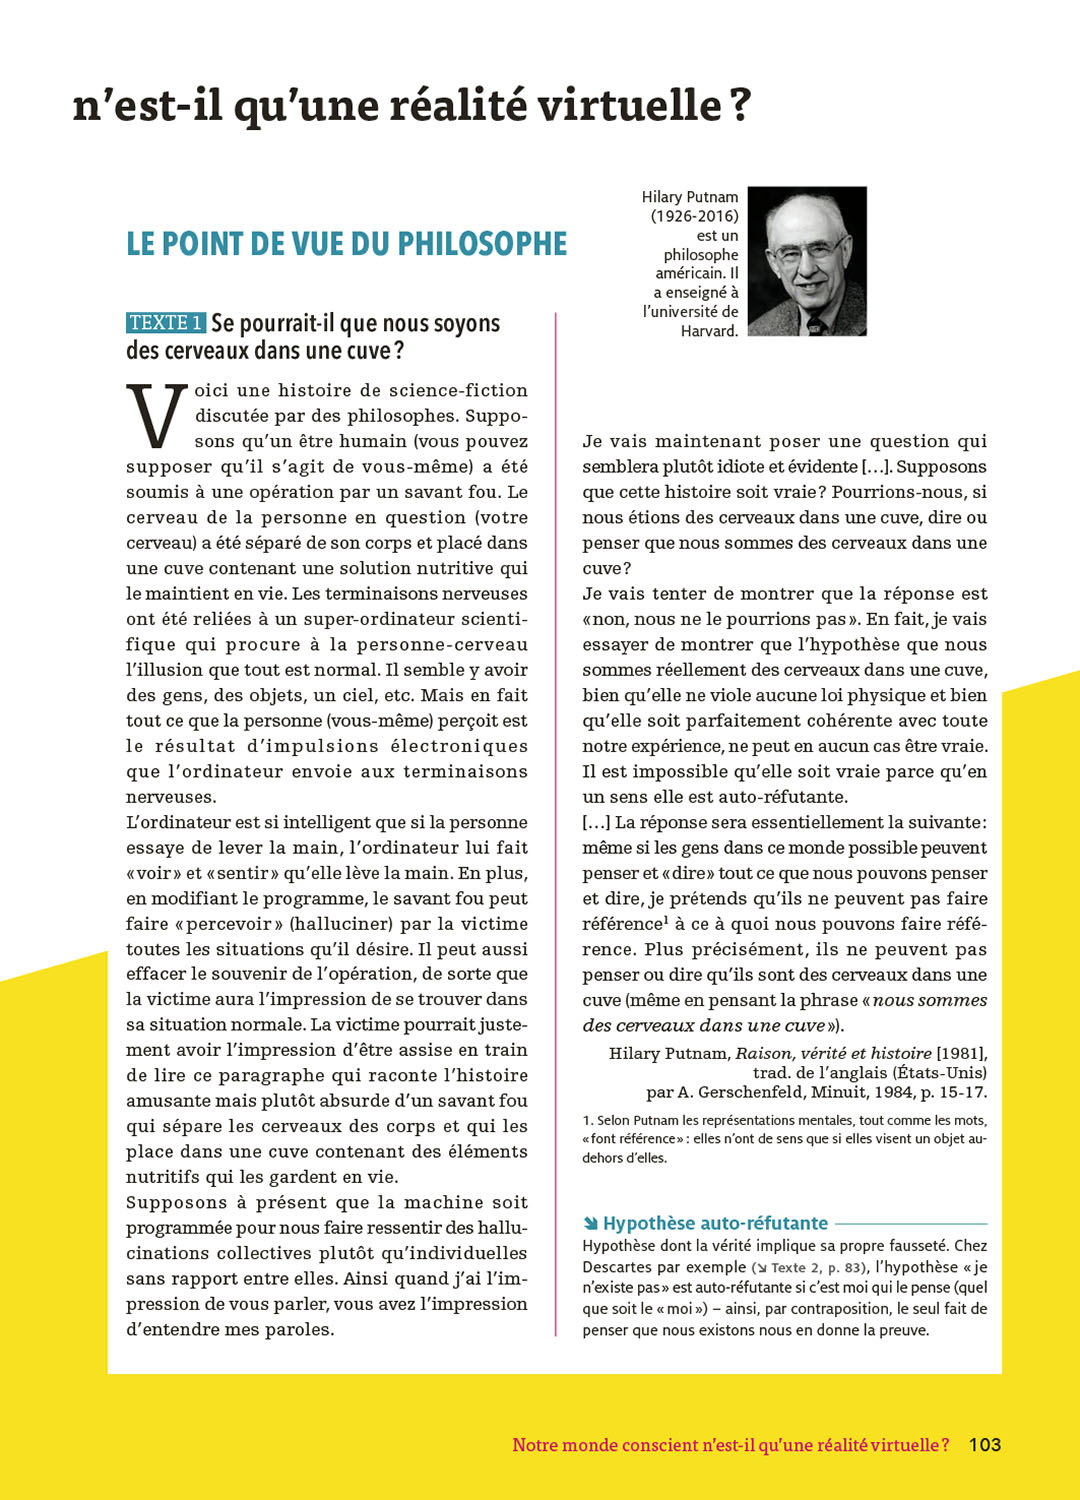 n’est-il qu’une réalité virtuelle ?
Hilary Putnam
(1926-2016)
est un
philosophe
américain. Il
a enseigné à
l’université de
Harvard.
LE POINT DE VUE DU PHILOSOPHE
TEXTE 1 Se pourrait-il que nous soyons
des cerveaux dans une cuve ?
Voici une histoire de science-fiction
discutée par des philosophes. Suppo-
sons qu’un être humain (vous pouvez
supposer qu’il s’agit de vous-même) a été
soumis à une opération par un savant fou. Le
cerveau de la personne en question (votre
cerveau) a été séparé de son corps et placé dans
une cuve contenant une solution nutritive qui
le maintient en vie. Les terminaisons nerveuses
ont été reliées à un super-ordinateur scienti-
fique qui procure à la personne-cerveau
l’illusion que tout est normal. Il semble y avoir
des gens, des objets, un ciel, etc. Mais en fait
tout ce que la personne (vous-même) perçoit est
le résultat d’impulsions électroniques
que l’ordinateur envoie aux terminaisons
nerveuses.
L’ordinateur est si intelligent que si la personne
essaye de lever la main, l’ordinateur lui fait
« voir » et « sentir » qu’elle lève la main. En plus,
en modifiant le programme, le savant fou peut
faire « percevoir » (halluciner) par la victime
toutes les situations qu’il désire. Il peut aussi
effacer le souvenir de l’opération, de sorte que
la victime aura l’impression de se trouver dans
sa situation normale. La victime pourrait juste-
ment avoir l’impression d’être assise en train
de lire ce paragraphe qui raconte l’histoire
amusante mais plutôt absurde d’un savant fou
qui sépare les cerveaux des corps et qui les
place dans une cuve contenant des éléments
nutritifs qui les gardent en vie.
Supposons à présent que la machine soit
programmée pour nous faire ressentir des hallu-
cinations collectives plutôt qu’individuelles
sans rapport entre elles. Ainsi quand j’ai l’im-
pression de vous parler, vous avez l’impression
d’entendre mes paroles.
Je vais maintenant poser une question qui
semblera plutôt idiote et évidente […]. Supposons
que cette histoire soit vraie ? Pourrions-nous, si
nous étions des cerveaux dans une cuve, dire ou
penser que nous sommes des cerveaux dans une
cuve ?
Je vais tenter de montrer que la réponse est
« non, nous ne le pourrions pas ». En fait, je vais
essayer de montrer que l’hypothèse que nous
sommes réellement des cerveaux dans une cuve,
bien qu’elle ne viole aucune loi physique et bien
qu’elle soit parfaitement cohérente avec toute
notre expérience, ne peut en aucun cas être vraie.
Il est impossible qu’elle soit vraie parce qu’en
un sens elle est auto-réfutante.
[…] La réponse sera essentiellement la suivante :
même si les gens dans ce monde possible peuvent
penser et « dire » tout ce que nous pouvons penser
et dire, je prétends qu’ils ne peuvent pas faire
référence¹ à ce à quoi nous pouvons faire réfé-
rence. Plus précisément, ils ne peuvent pas
penser ou dire qu’ils sont des cerveaux dans une
cuve (même en pensant la phrase « nous sommes
des cerveaux dans une cuve »).
Hilary Putnam, Raison, vérité et histoire [1981],
trad. de l’anglais (États-Unis)
par A. Gerschenfeld, Minuit, 1984, p. 15-17.
1. Selon Putnam les représentations mentales, tout comme les mots,
« font référence » : elles n’ont de sens que si elles visent un objet au-
dehors d’elles.
➘ Hypothèse auto-réfutante
Hypothèse dont la vérité implique sa propre fausseté. Chez
Descartes par exemple (➘ Texte 2, p. 83), l’hypothèse « je
n’existe pas » est auto-réfutante si c’est moi qui le pense (quel
que soit le « moi ») – ainsi, par contraposition, le seul fait de
penser que nous existons nous en donne la preuve.
Notre monde conscient n’est-il qu’une réalité virtuelle ? 103